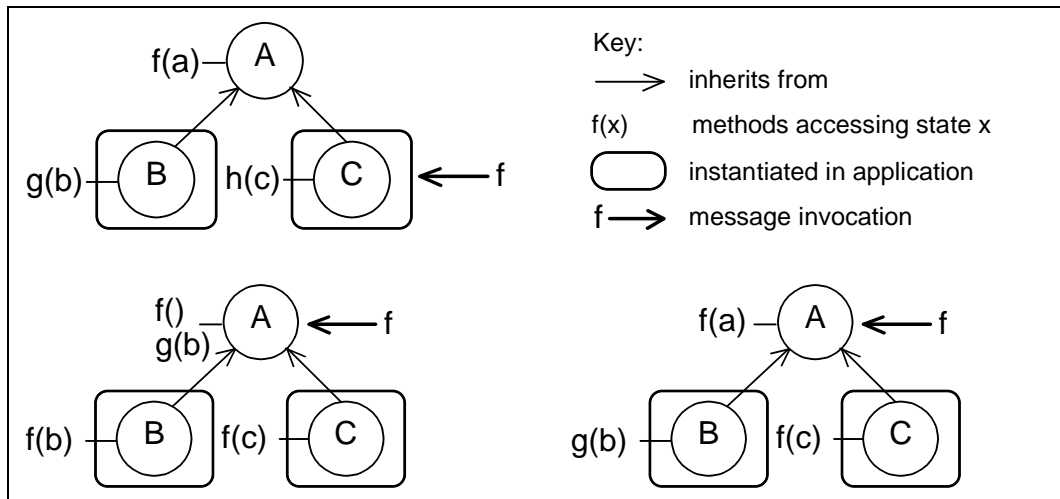 f(a)
A
g(b)
B
h(c)
C
f
Key:
inherits from
f(x) methods accessing state x
instantiated in application
f message invocation
f()
g(b)
A
f
f(b)
B
f(c)
C
f(a)
A
f
g(b)
B
f(c)
C